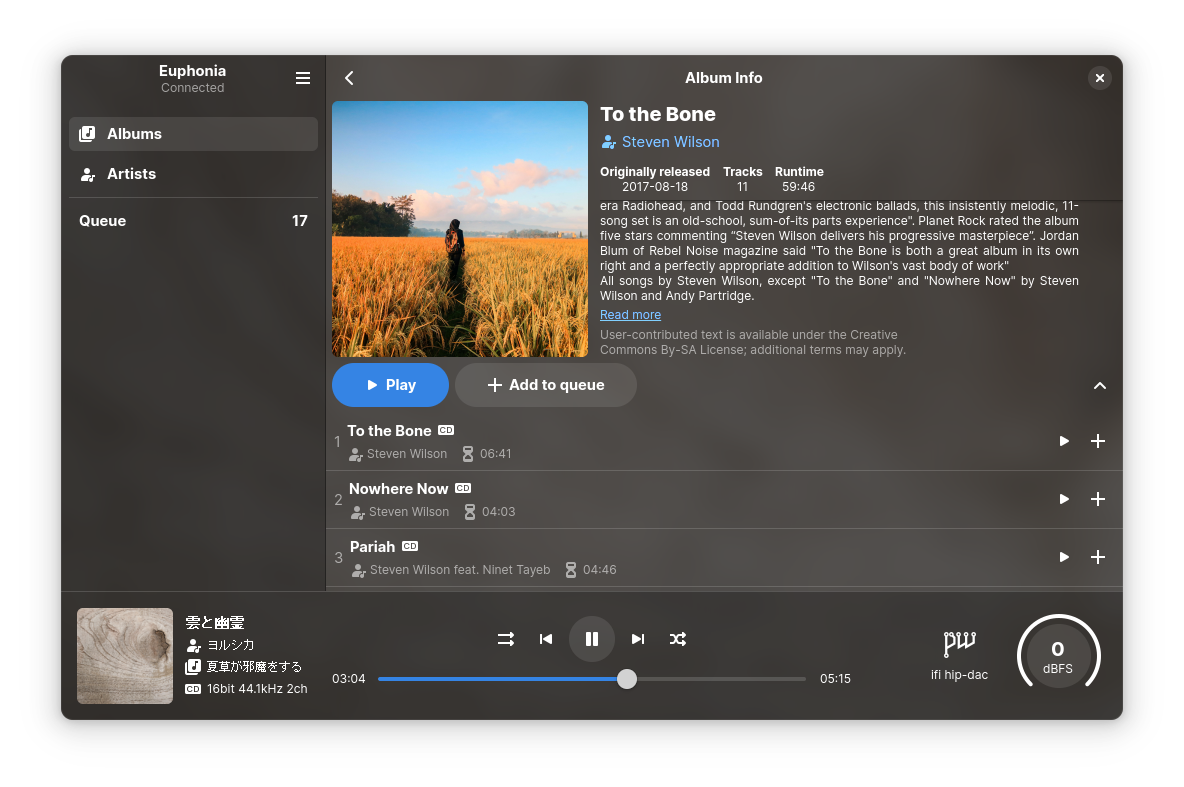 Euphonia
Connected
Albums
Artists
Queue 17
Album Info
To the Bone
Steven Wilson
Originally released Tracks Runtime
2017-08-18 11 59:46
era Radiohead, and Todd Rundgren's electronic ballads, this insistently melodic, 11-
song set is an old-school, sum-of-its parts experience". Planet Rock rated the album
five stars commenting “Steven Wilson delivers his progressive masterpiece”. Jordan
Blum of Rebel Noise magazine said "To the Bone is both a great album in its own
right and a perfectly appropriate addition to Wilson's vast body of work"
All songs by Steven Wilson, except "To the Bone" and "Nowhere Now" by Steven
Wilson and Andy Partridge.
Read more
User-contributed text is available under the Creative
Commons By-SA License; additional terms may apply.
Play
Add to queue
1 To the Bone CD
Steven Wilson 06:41
2 Nowhere Now CD
Steven Wilson 04:03
3 Pariah CD
Steven Wilson feat. Ninet Tayeb 04:46
雲と幽霊
ヨルシカ
夏草が邪魔をする
CD 16bit 44.1kHz 2ch
03:04
05:15
pw
ifi hip-dac
0
dBFS